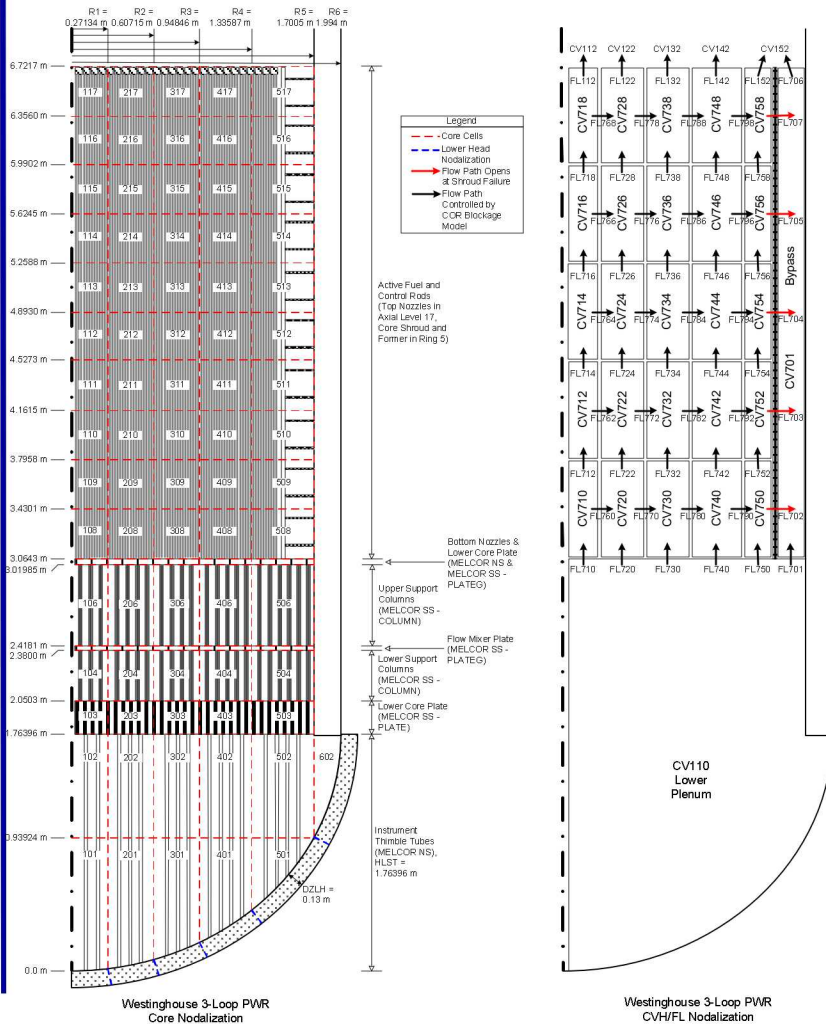 R1 = R2 = R3 = R4 = R5 = R6 =
0.27134 m 0.60715 m 0.94846 m 1.33587 m 1.7005 m 1.994 m
6.7217 m
117 217 317 417 517
6.3560 m
116 216 316 416 516
5.9902 m
115 215 315 415 515
5.6245 m
114 214 314 414 514
5.2588 m
113 213 313 413 513
4.8930 m
112 212 312 412 512
4.5273 m
111 211 311 411 511
4.1615 m
110 210 310 410 510
3.7958 m
109 209 309 409 509
3.4301 m
108 208 308 408 508
3.0643 m
3.01985 m
106 206 306 406 506
2.4181 m
2.3800 m
104 204 304 404 504
2.0503 m
103 203 303 403 503
1.76396 m
102 202 302 402 502 602
0.93924 m
101 201 301 401 501
DZLH =
0.13 m
0.0 m
Westinghouse 3-Loop PWR
Core Nodalization
Legend
Core Cells
Lower Head
Nodalization
Flow Path Opens
at Shroud Failure
Flow Path
Controlled by
COR Blockage
Model
Active Fuel and
Control Rods
(Top Nozzles in
Axial Level 17,
Core Shroud and
Former in Ring 5)
Bottom Nozzles &
Lower Core Plate
(MELCOR NS &
MELCOR SS -
PLATEG)
Upper Support
Columns
(MELCOR SS -
COLUMN)
Flow Mixer Plate
(MELCOR SS -
PLATEG)
Lower Support
Columns
(MELCOR SS -
COLUMN)
Lower Core Plate
(MELCOR SS -
PLATE)
Instrument
Thimble Tubes
(MELCOR NS),
HLST =
1.76396 m
CV112 CV122 CV132 CV142 CV152
FL112 FL122 FL132 FL142 FL152 FL706
CV718 CV728 CV738 CV748 CV758
FL768 FL778 FL788 FL798 FL707
FL718 FL728 FL738 FL748 FL758
CV716 CV726 CV736 CV746 CV756
FL766 FL776 FL786 FL796 FL705
FL716 FL726 FL736 FL746 FL756
Bypass
CV714 CV724 CV734 CV744 CV754
FL764 FL774 FL784 FL794 FL704
FL714 FL724 FL734 FL744 FL754
CV701
CV712 CV722 CV732 CV742 CV752
FL762 FL772 FL782 FL792 FL703
FL712 FL722 FL732 FL742 FL752
CV710 CV720 CV730 CV740 CV750
FL760 FL770 FL780 FL790 FL702
FL710 FL720 FL730 FL740 FL750 FL701
CV110
Lower
Plenum
Westinghouse 3-Loop PWR
CVH/FL Nodalization